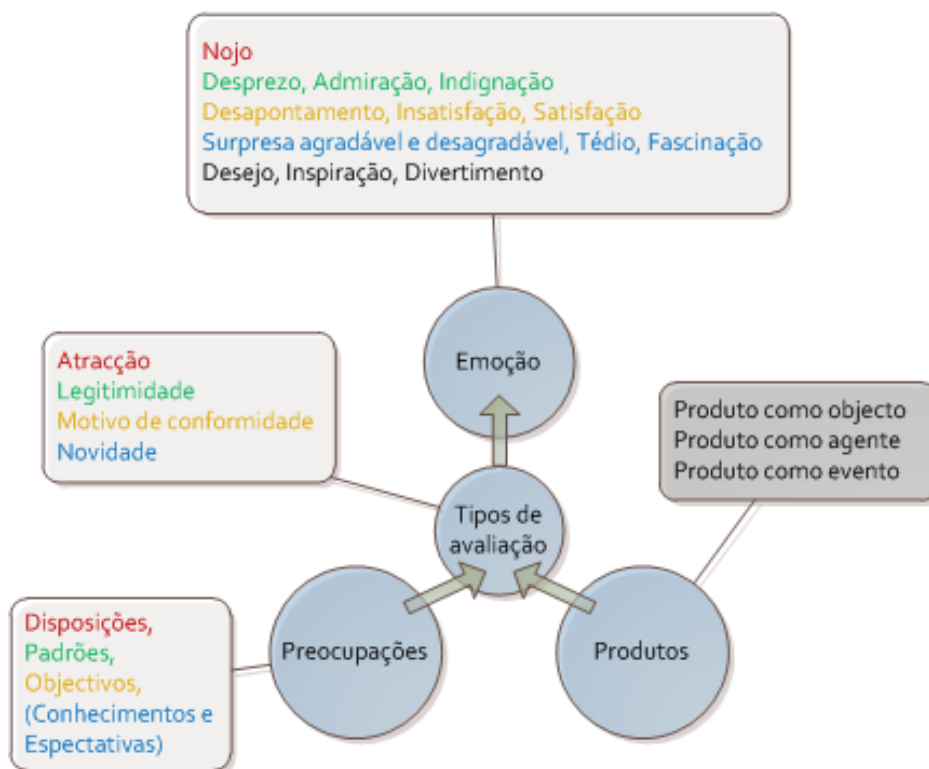 Nojo
Desprezo, Admiração, Indignação
Desapontamento, Insatisfação, Satisfação
Surpresa agradável e desagradável, Tédio, Fascinação
Desejo, Inspiração, Divertimento
Emoção
Atracção
Legitimidade
Motivo de conformidade
Novidade
Produto como objecto
Produto como agente
Produto como evento
Tipos de
avaliação
Disposições,
Padrões,
Objectivos,
(Conhecimentos e
Espectativas)
Preocupações
Produtos